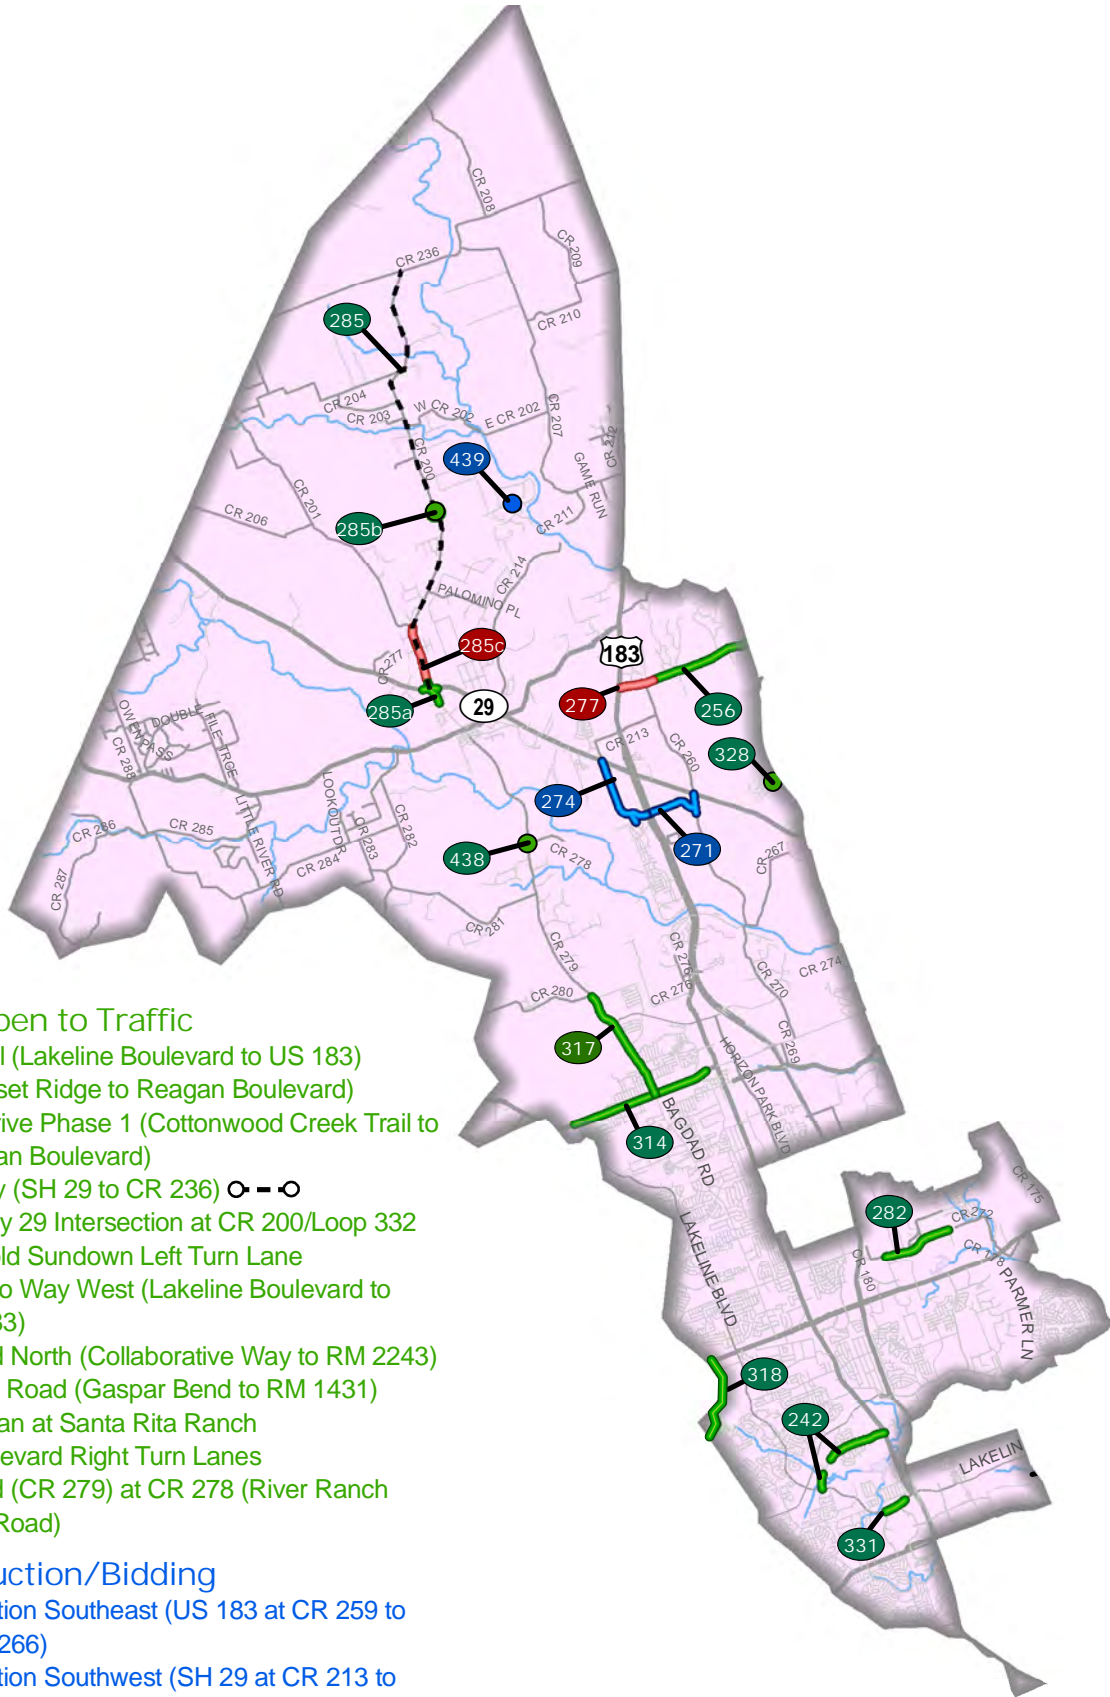 CR 208
CR 209
CR 236
285
CR 210
CR 204
CR 203
W CR 202
E CR 202
CR 207
CR 212
CR 200
439
GAME RUN
CR 201
CR 206
285b
CR 211
CR 214
PALOMINO PL
285c
183
CR 277
277
285a
29
256
OWEN PASS
DOUBLE
FILE TRCE
CR 288
CR 213
CR 260
328
LITTLE RIVER RD
LOOKOUT DR
274
CR 286
CR 285
CR 283
CR 282
271
438
CR 278
CR 267
CR 284
CR 287
CR 281
CR 279
CR 276
CR 274
CR 280
CR 276
CR 270
CR 269
317
HORIZON PARK BLVD
BAGDAD RD
314
CR 175
282
CR 272
CR 180
CR 178
PARMER LN
LAKELINE BLVD
318
242
LAKELIN
331
pen to Traffic
l (Lakeline Boulevard to US 183)
set Ridge to Reagan Boulevard)
rive Phase 1 (Cottonwood Creek Trail to
an Boulevard)
y (SH 29 to CR 236)
y 29 Intersection at CR 200/Loop 332
old Sundown Left Turn Lane
o Way West (Lakeline Boulevard to
33)
d North (Collaborative Way to RM 2243)
Road (Gaspar Bend to RM 1431)
an at Santa Rita Ranch
levard Right Turn Lanes
d (CR 279) at CR 278 (River Ranch
Road)
uction/Bidding
tion Southeast (US 183 at CR 259 to
266)
tion Southwest (SH 29 at CR 213 to